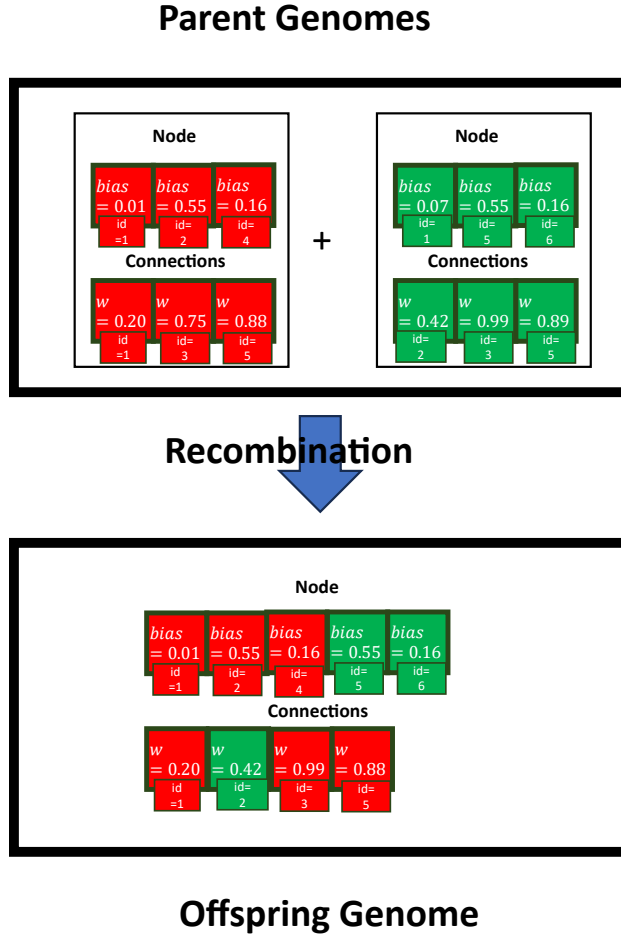 Parent Genomes
Node
bias bias bias
= 0.01 = 0.55 = 0.16
id id= id=
=1 2 4
Connections
w w w
= 0.20 = 0.75 = 0.88
id id= id=
=1 3 5
+
Node
bias bias bias
= 0.07 = 0.55 = 0.16
id= id= id=
1 5 6
Connections
w w w
= 0.42 = 0.99 = 0.89
id= id= id=
2 3 5
Recombination
Node
bias bias bias bias bias
= 0.01 = 0.55 = 0.16 = 0.55 = 0.16
id id= id= id= id=
=1 2 4 5 6
Connections
w w w w
= 0.20 = 0.42 = 0.99 = 0.88
id id= id= id=
=1 2 3 5
Offspring Genome